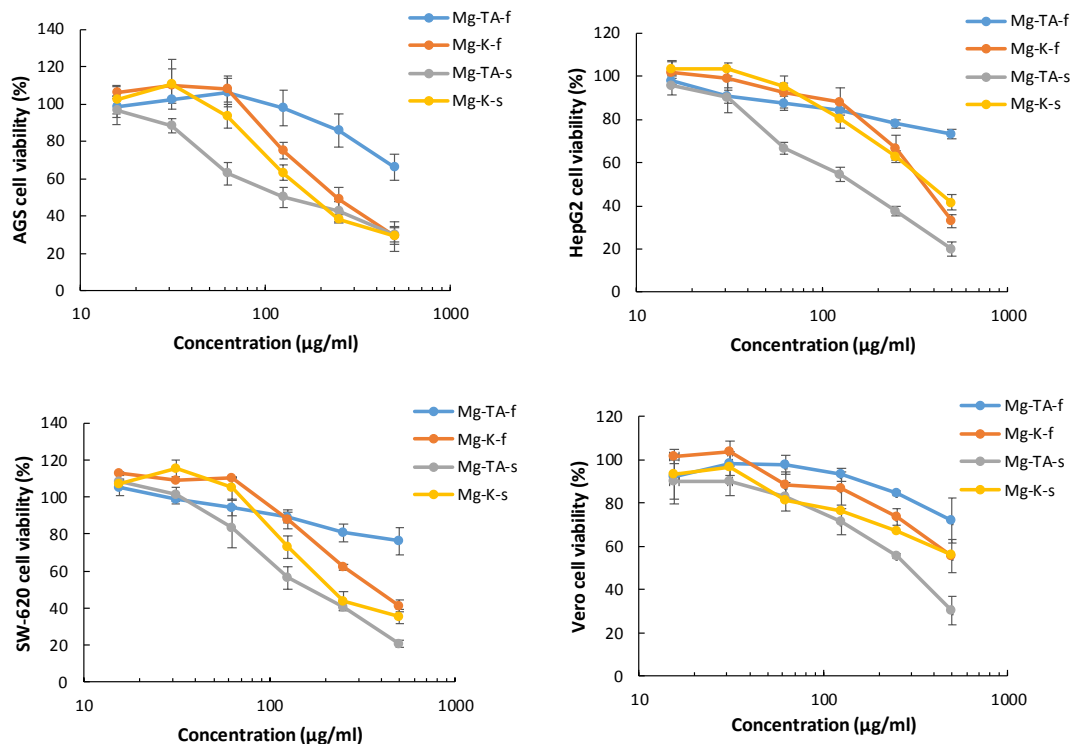 140
120
100
80
60
40
20
0
AGS cell viability (%)
10
100
1000
Concentration (µg/ml)
Mg-TA-f
Mg-K-f
Mg-TA-s
Mg-K-s
120
100
80
60
40
20
0
HepG2 cell viability (%)
10
100
1000
Concentration (µg/ml)
Mg-TA-f
Mg-K-f
Mg-TA-s
Mg-K-s
140
120
100
80
60
40
20
0
SW-620 cell viability (%)
10
100
1000
Concentration (µg/ml)
Mg-TA-f
Mg-K-f
Mg-TA-s
Mg-K-s
120
100
80
60
40
20
0
Vero cell viability (%)
10
100
1000
Concentration (µg/ml)
Mg-TA-f
Mg-K-f
Mg-TA-s
Mg-K-s